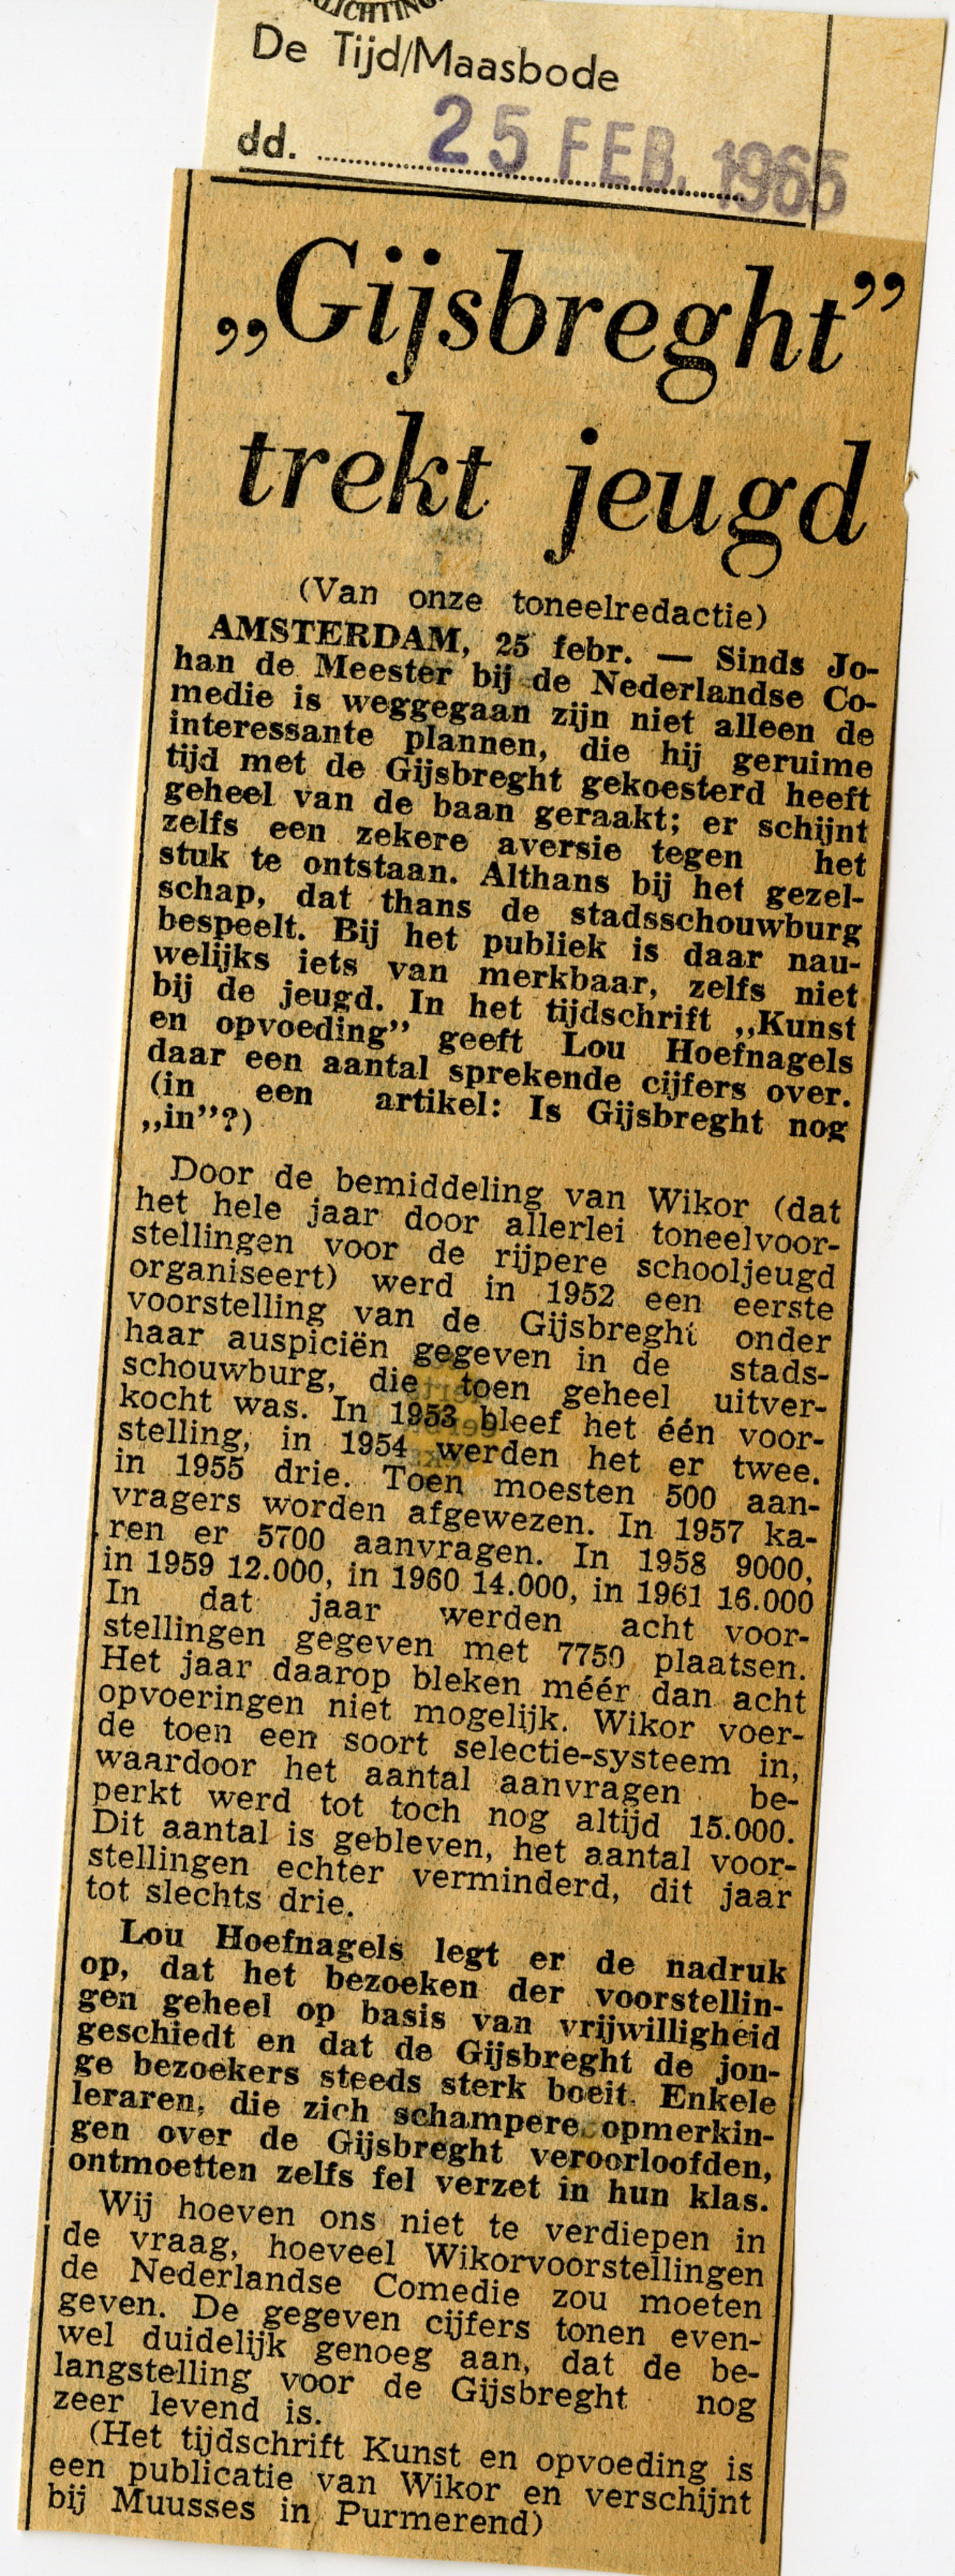 De Tijd/Maasbode
dd. 25 FEB. 1965
„Gijsbreght”
trekt jeugd
(Van onze toneelredactie)
AMSTERDAM, 25 febr. — Sinds Jo-
han de Meester bij de Nederlandse Co-
medie is weggegaan zijn niet alleen de
interessante plannen, die hij geruime
tijd met de Gijsbreght gekoesterd heeft
geheel van de baan geraakt; er schijnt
zelfs een zekere aversie tegen het
stuk te ontstaan. Althans bij het gezel-
schap, dat thans de stadsschouwburg
bespeelt. Bij het publiek is daar nau-
welijks iets van merkbaar, zelfs niet
bij de jeugd. In het tijdschrift „Kunst
en opvoeding” geeft Lou Hoefnagels
daar een aantal sprekende cijfers over.
(in een artikel: Is Gijsbreght nog
„in”?)
Door de bemiddeling van Wikor (dat
het hele jaar door allerlei toneelvoor-
stellingen voor de rijpere schooljeugd
organiseert) werd in 1952 een eerste
voorstelling van de Gijsbreght onder
haar auspiciën gegeven in de stads-
schouwburg, die toen geheel uitver-
kocht was. In 1953 bleef het één voor-
stelling, in 1954 werden het er twee.
in 1955 drie. Toen moesten 500 aan-
vragers worden afgewezen. In 1957 ka-
ren er 5700 aanvragen. In 1958 9000,
in 1959 12.000, in 1960 14.000, in 1961 16.000
In dat jaar werden acht voor-
stellingen gegeven met 7750 plaatsen.
Het jaar daarop bleken méér dan acht
opvoeringen niet mogelijk. Wikor voer-
de toen een soort selectie-systeem in,
waardoor het aantal aanvragen be-
perkt werd tot toch nog altijd 15.000.
Dit aantal is gebleven, het aantal voor-
stellingen echter verminderd, dit jaar
tot slechts drie.
Lou Hoefnagels legt er de nadruk
op, dat het bezoeken der voorstellin-
gen geheel op basis van vrijwilligheid
geschiedt en dat de Gijsbreght de jon-
ge bezoekers steeds sterk boeit. Enkele
leraren, die zich schampere opmerkin-
gen over de Gijsbreght veroorloofden,
ontmoetten zelfs fel verzet in hun klas.
Wij hoeven ons niet te verdiepen in
de vraag, hoeveel Wikorvoorstellingen
de Nederlandse Comedie zou moeten
geven. De gegeven cijfers tonen even-
wel duidelijk genoeg aan, dat de be-
langstelling voor de Gijsbreght nog
zeer levend is.
(Het tijdschrift Kunst en opvoeding is
een publicatie van Wikor en verschijnt
bij Muusses in Purmerend)